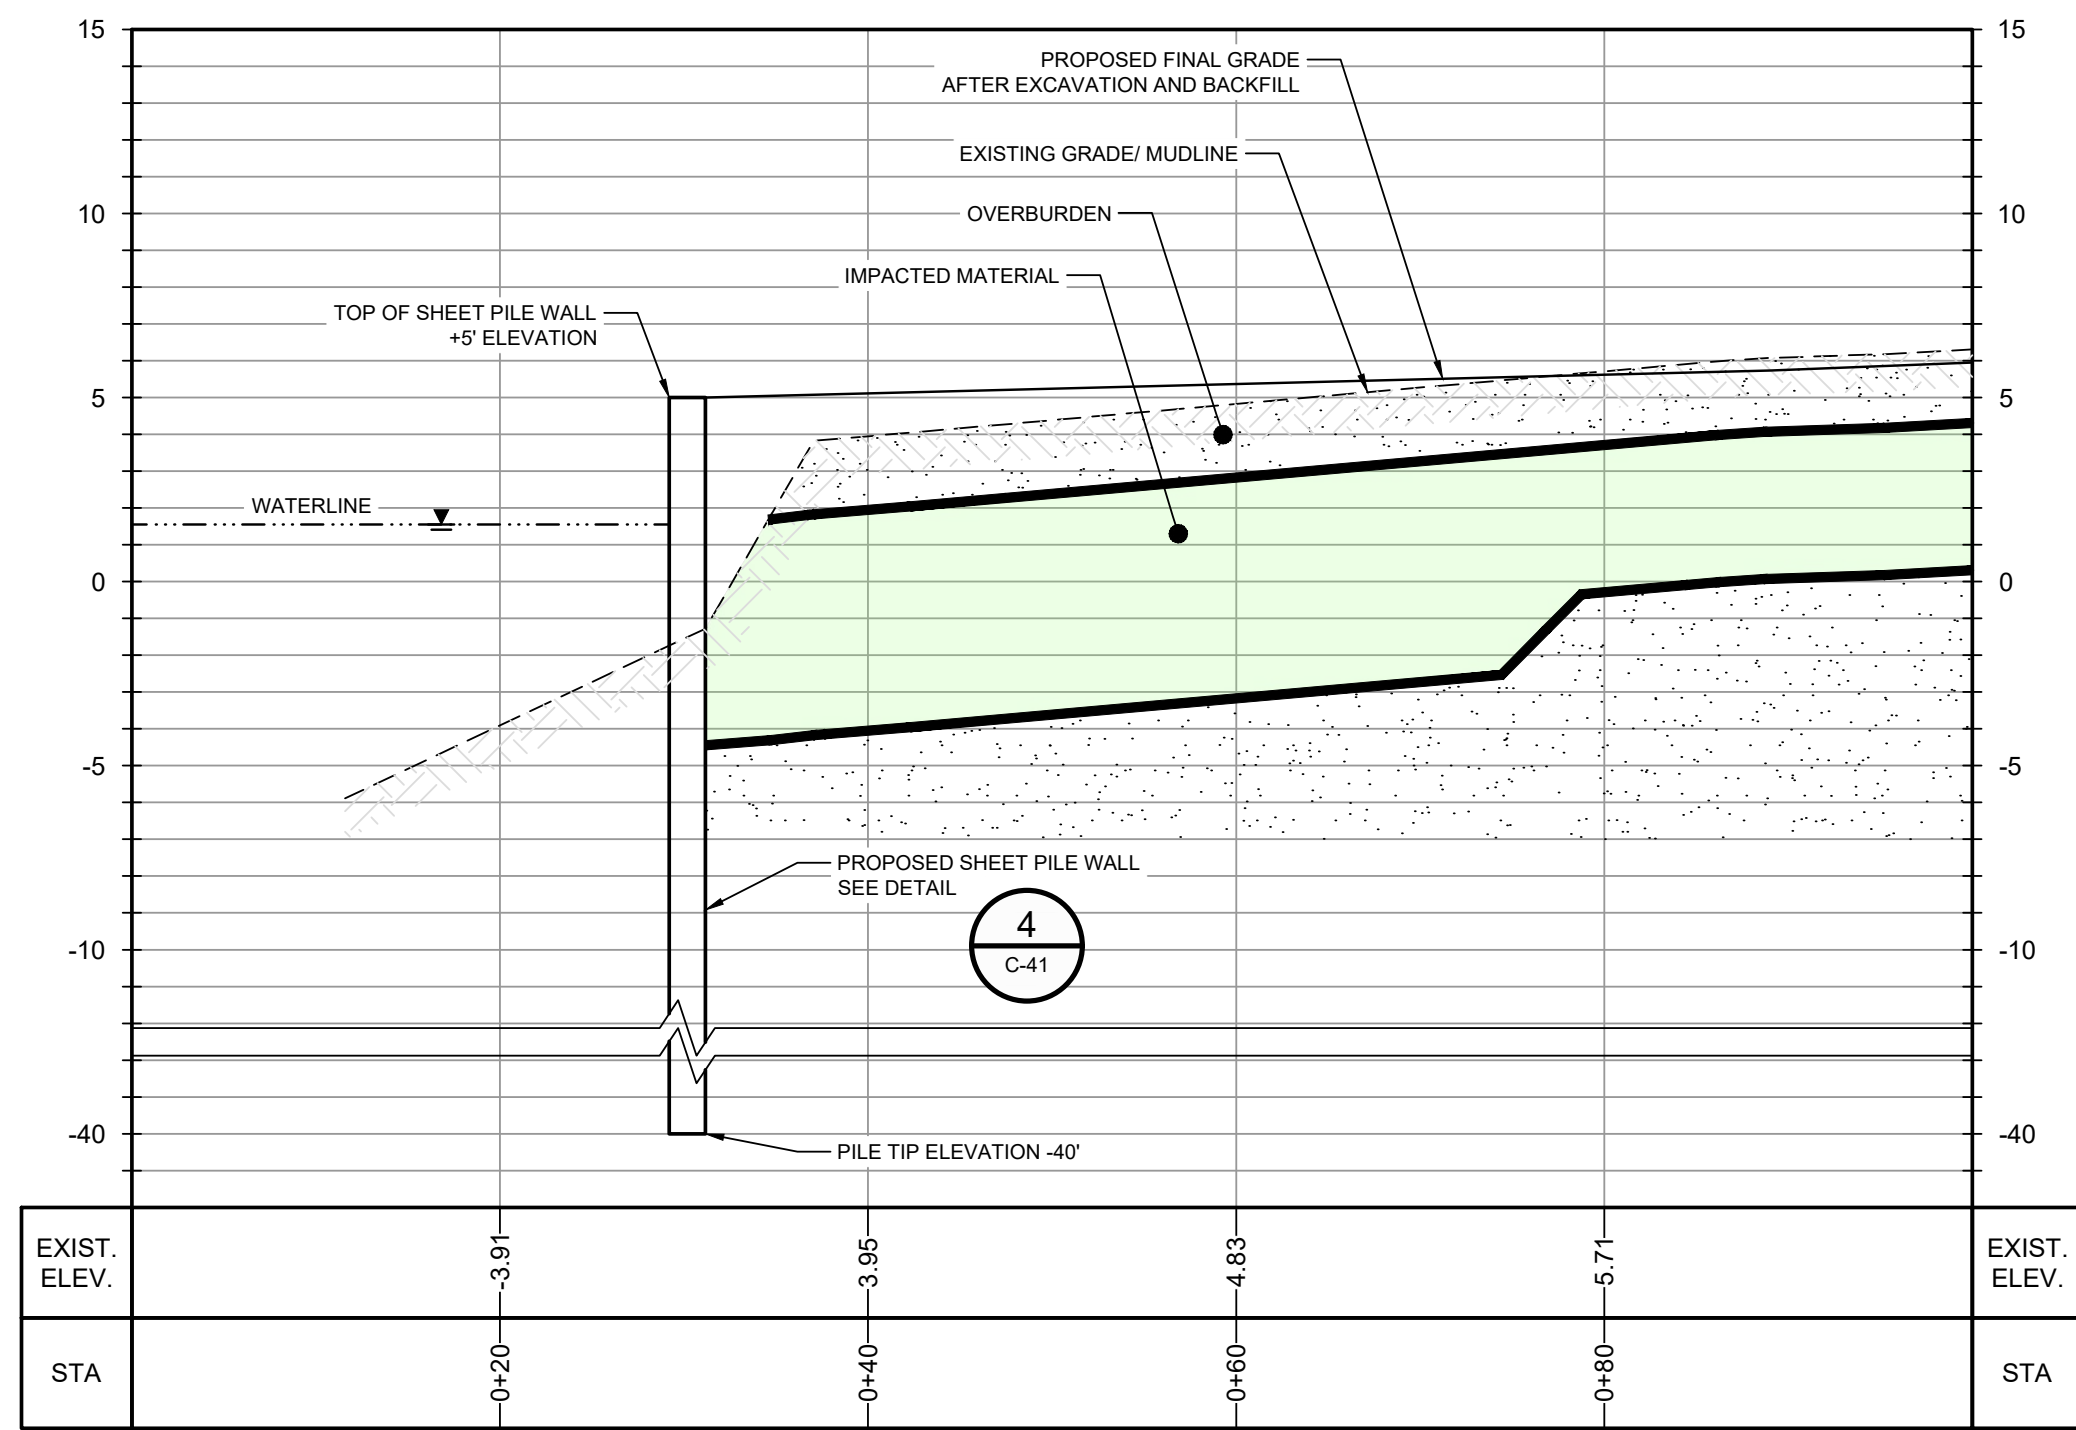 15
15
PROPOSED FINAL GRADE
AFTER EXCAVATION AND BACKFILL
EXISTING GRADE/ MUDLINE
10
OVERBURDEN
10
IMPACTED MATERIAL
TOP OF SHEET PILE WALL
+5' ELEVATION
5
5
WATERLINE
0
0
-5
-5
PROPOSED SHEET PILE WALL
SEE DETAIL
4
C-41
-10
-10
-40
-40
PILE TIP ELEVATION -40'
EXIST.
ELEV.
-3.91
3.95
4.83
5.71
EXIST.
ELEV.
STA
0+20
0+40
0+60
0+80
STA